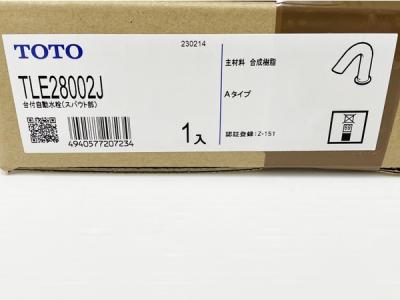 TOTO
230214
TLE28002J
台付自動水栓(スパウト部)
4940577207234
1入
主材料 合成樹脂
Aタイプ
認証登録:Z-151